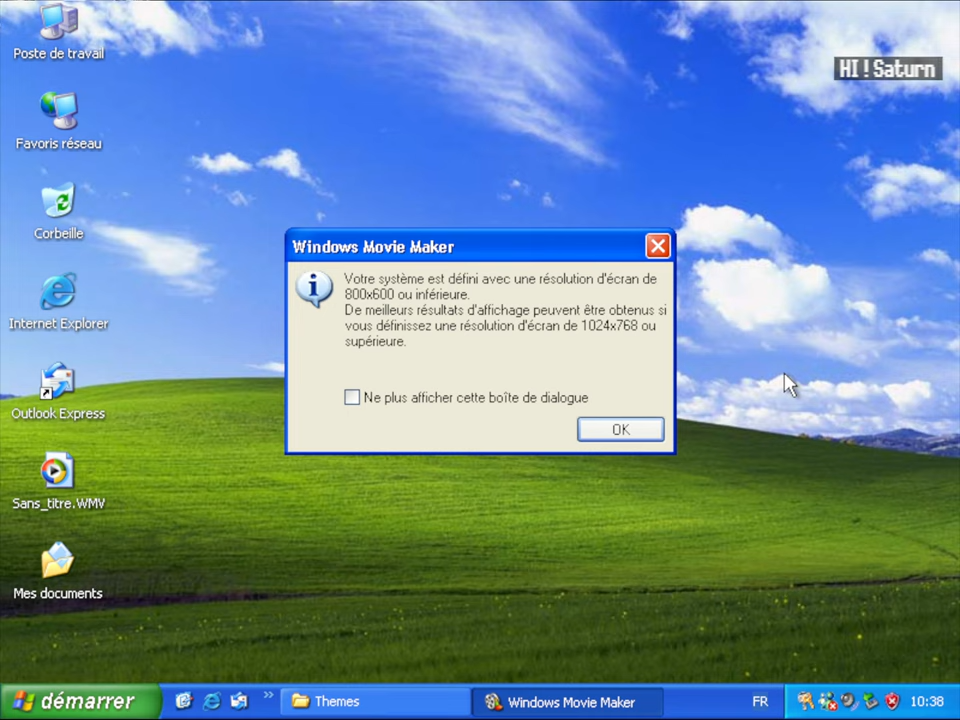 Poste de travail
HI ! Saturn
Favoris réseau
Corbeille
Windows Movie Maker
Votre système est défini avec une résolution d'écran de
800x600 ou inférieure.
De meilleurs résultats d'affichage peuvent être obtenus si
vous définissez une résolution d'écran de 1024x768 ou
supérieure.
Ne plus afficher cette boîte de dialogue
OK
Internet Explorer
Outlook Express
Sans_titre.WMV
Mes documents
démarrer
Themes
Windows Movie Maker
FR
10:38